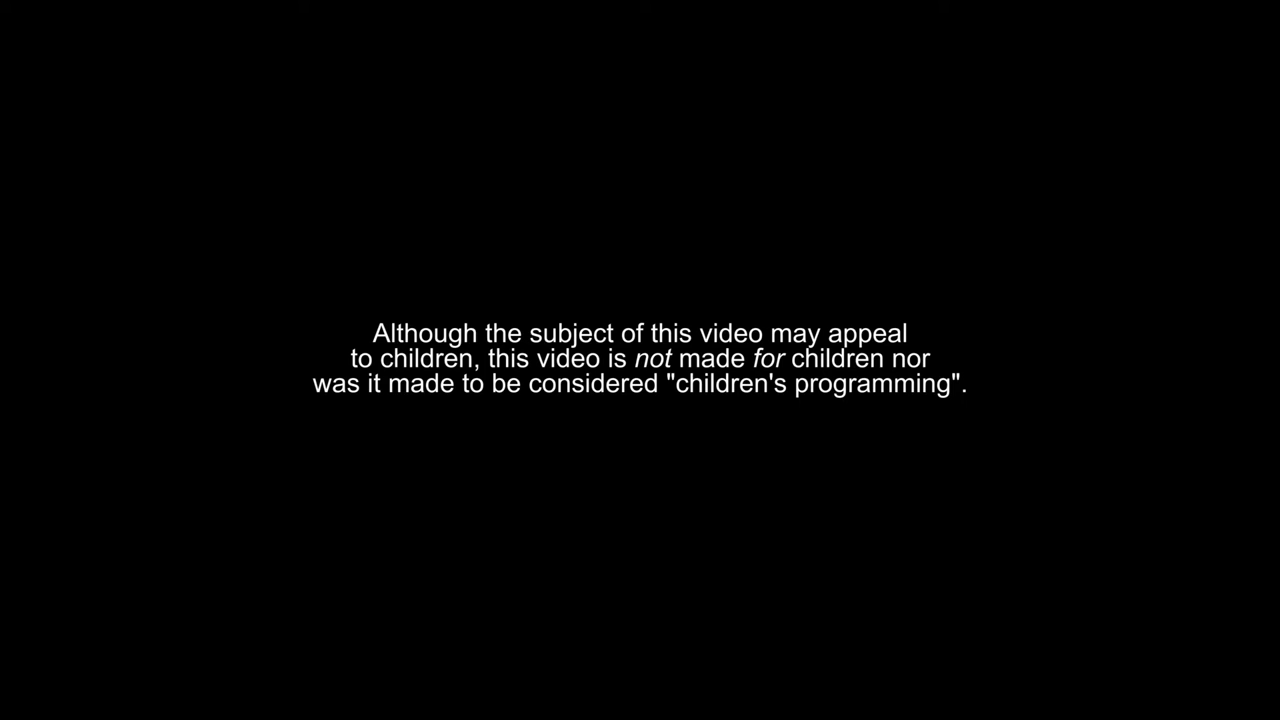 Although the subject of this video may appeal
to children, this video is not made for children nor
was it made to be considered "children's programming".